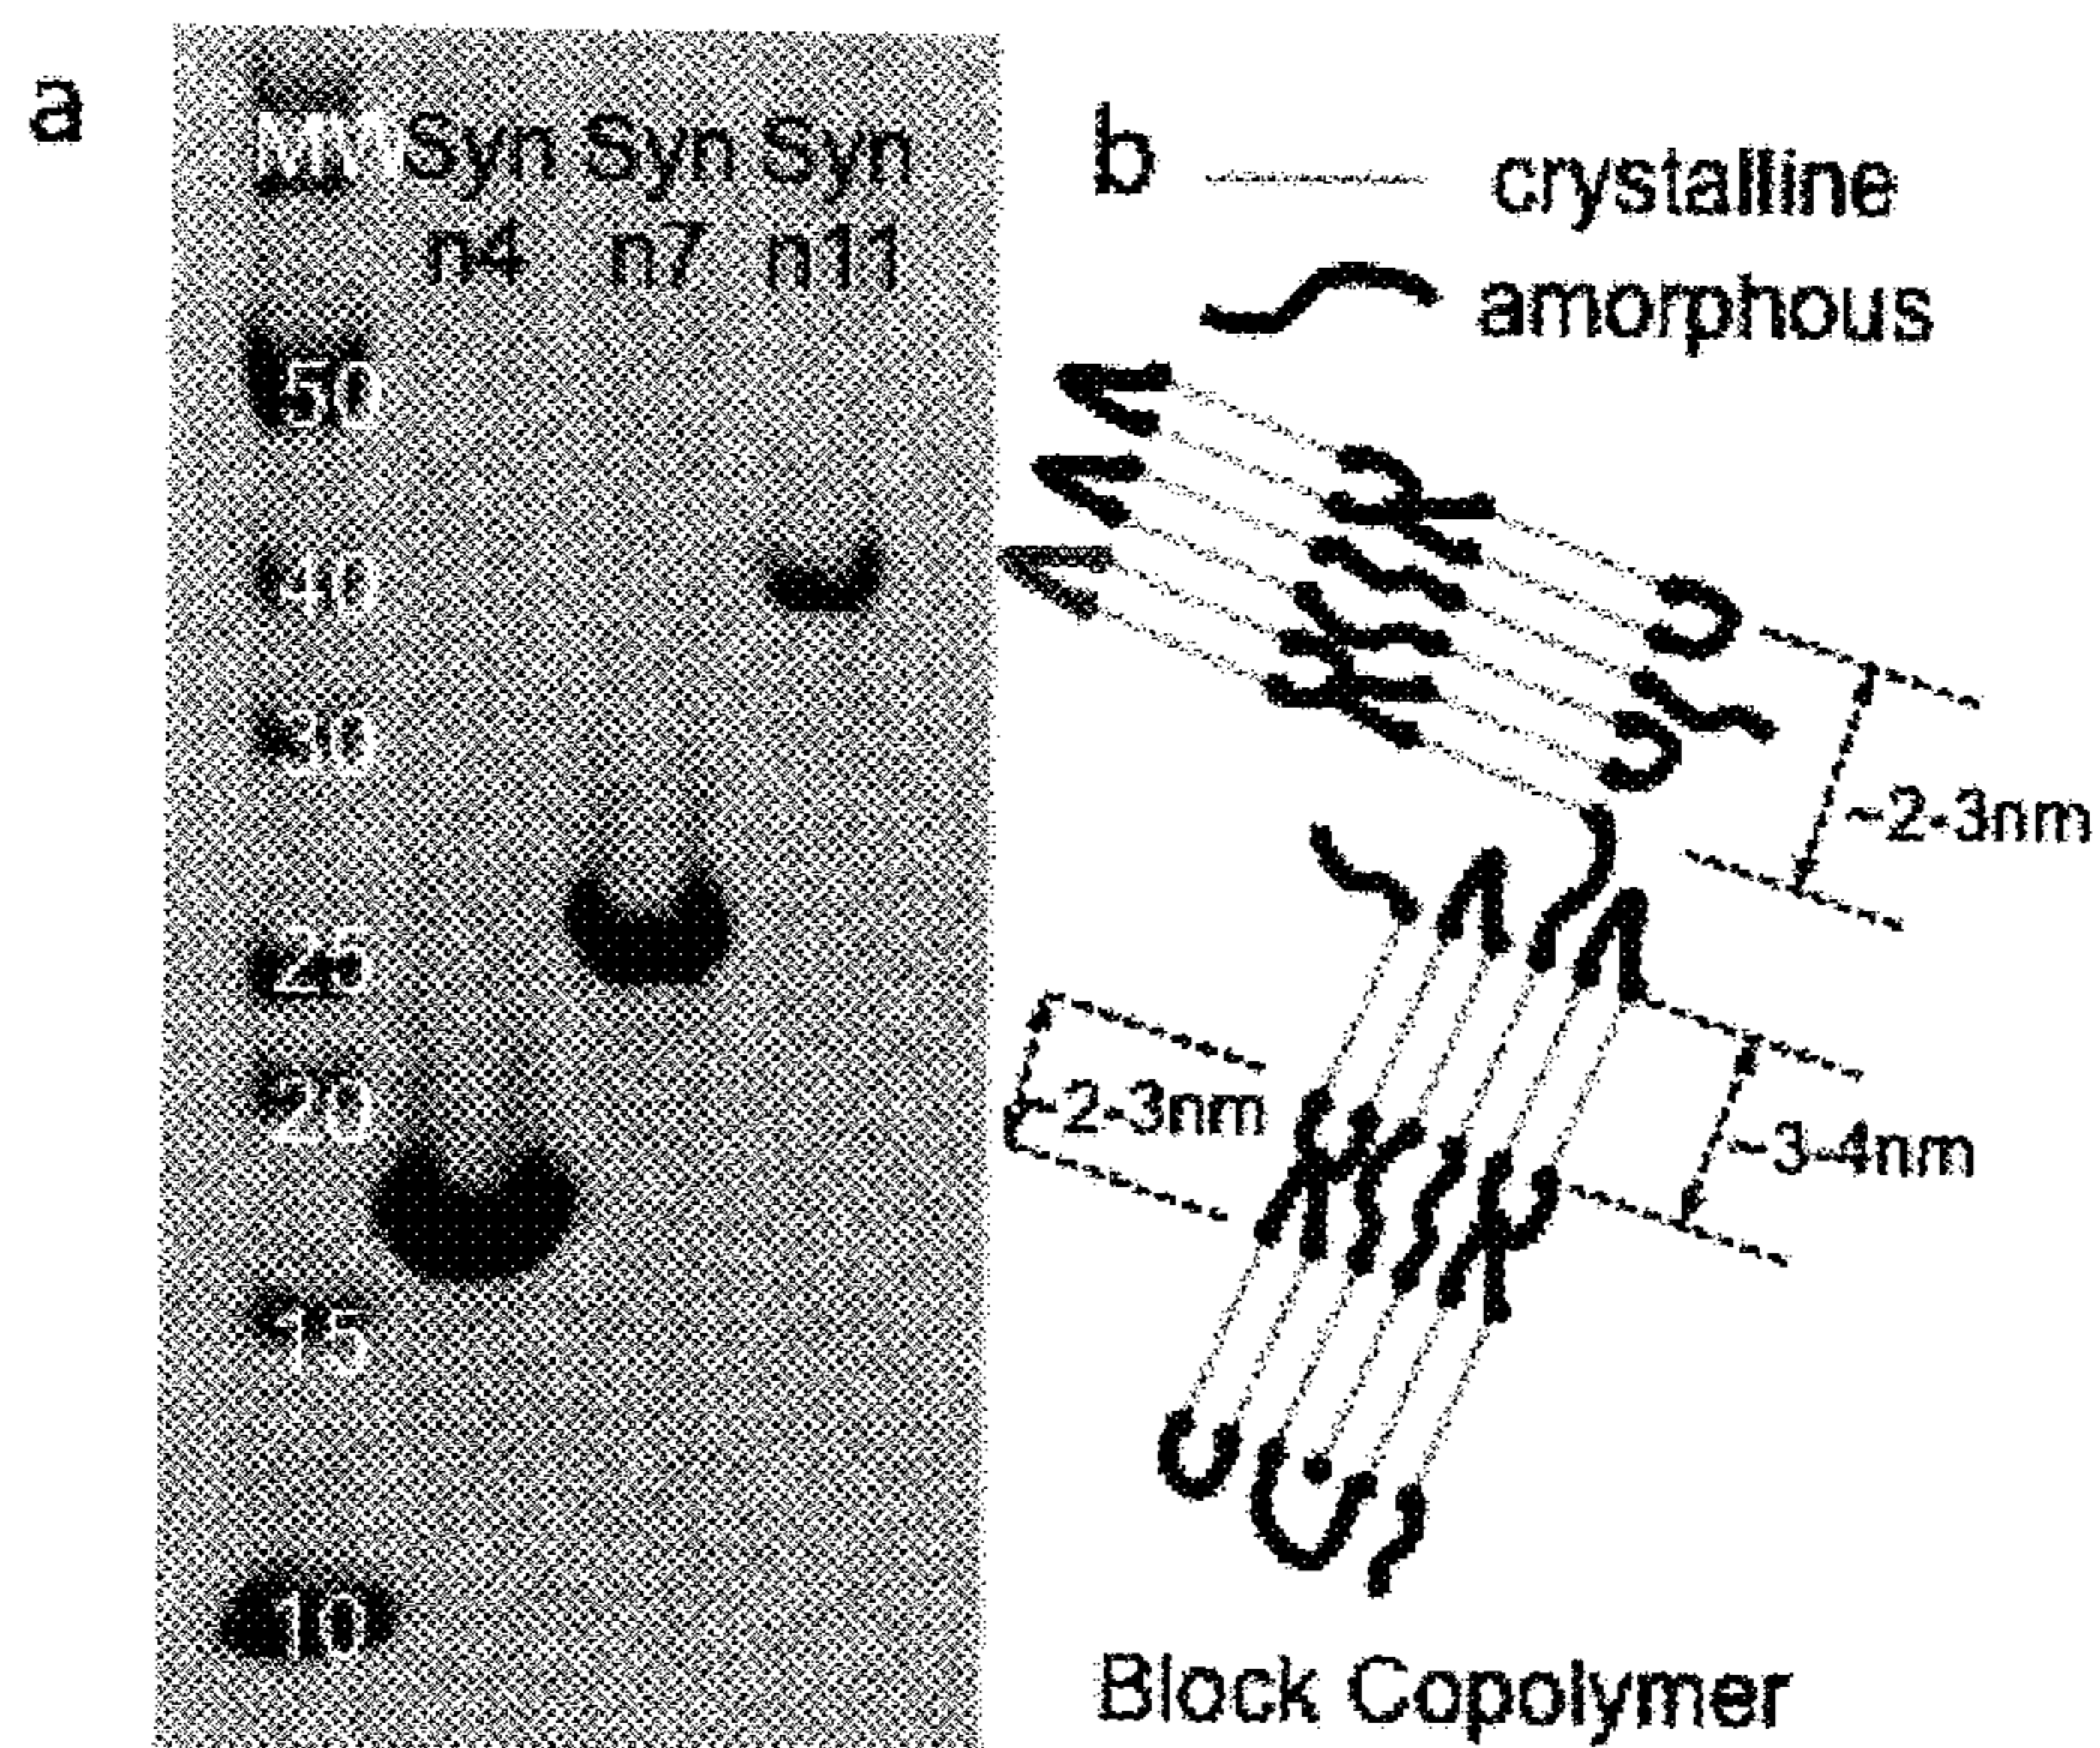 a
MW Syn Syn Syn
n4 n7 n11
50
40
30
25
20
15
10
b
crystalline
amorphous
~2-3nm
~2-3nm
~3-4nm
Block Copolymer